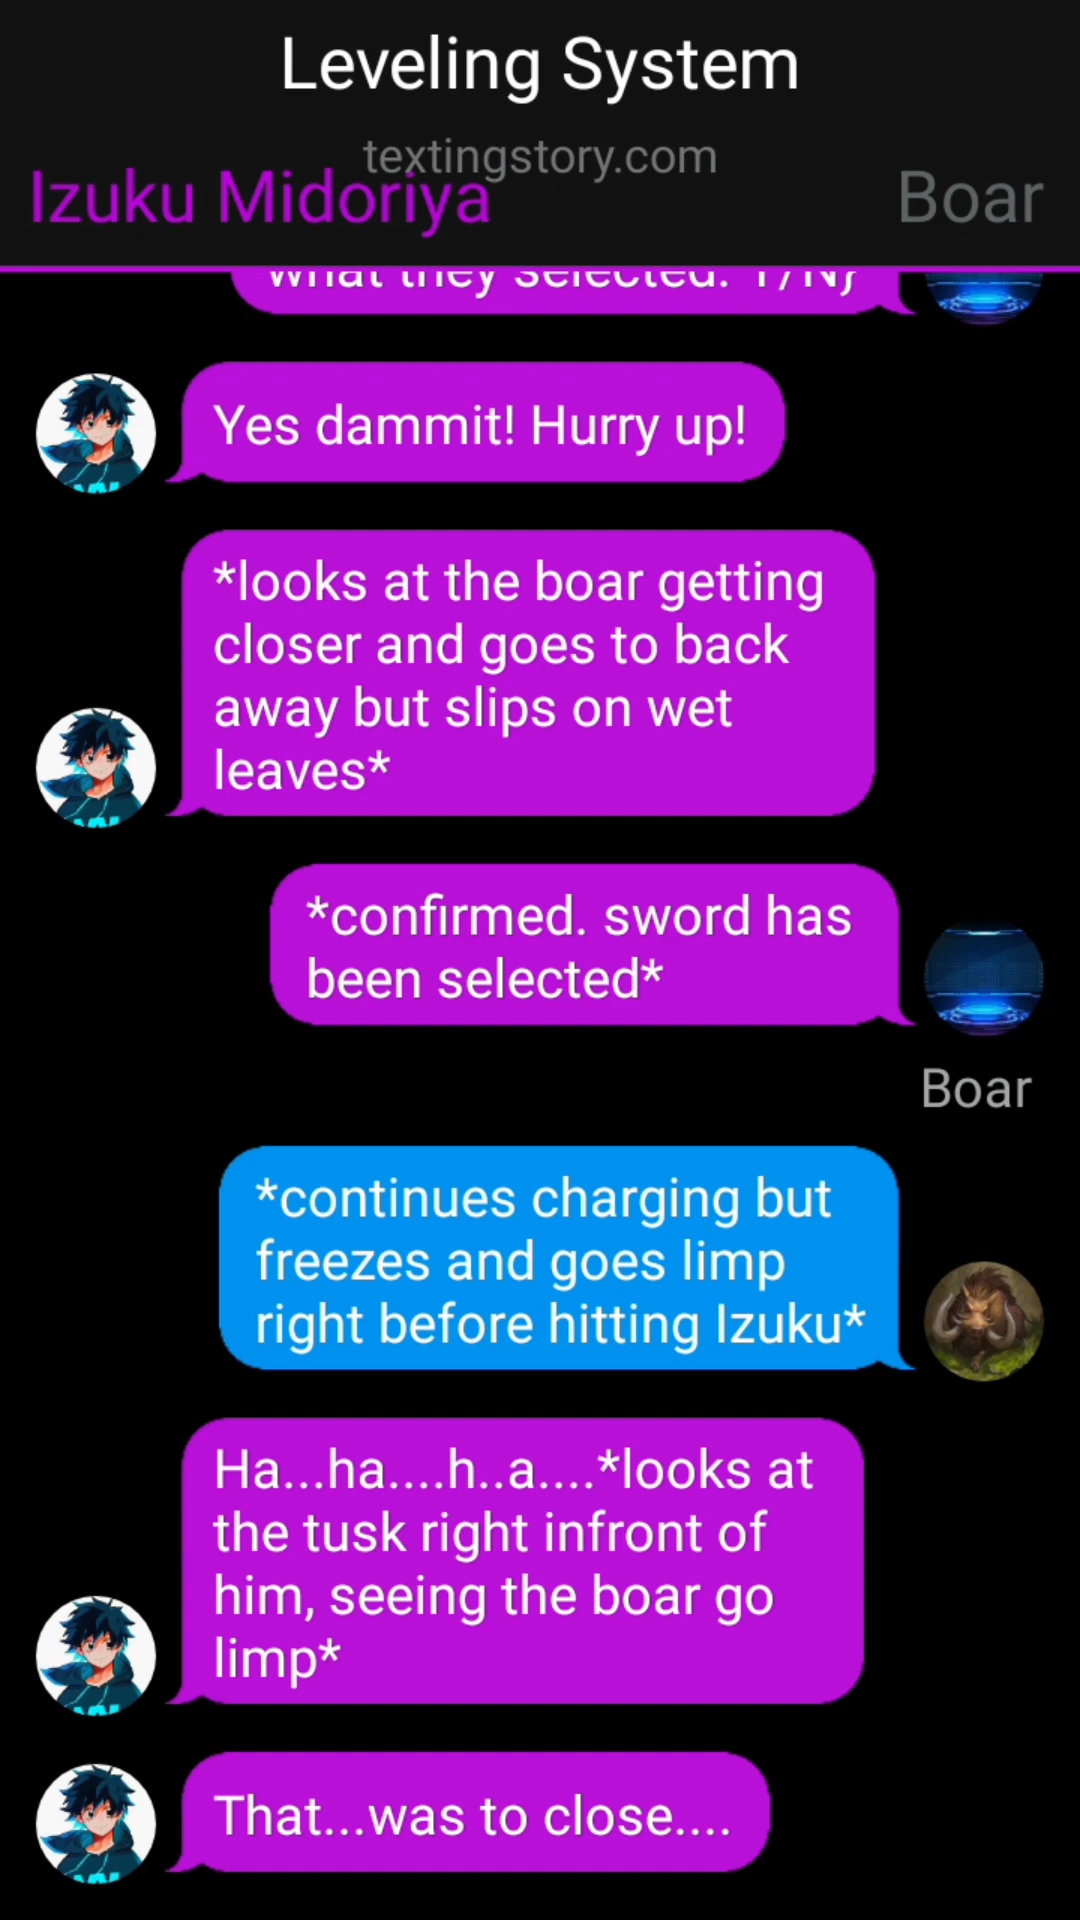 Leveling System
textingstory.com
Izuku Midoriya
Boar
what they selected. Y/N}
Yes dammit! Hurry up!
*looks at the boar getting
closer and goes to back
away but slips on wet
leaves*
*confirmed. sword has
been selected*
Boar
*continues charging but
freezes and goes limp
right before hitting Izuku*
Ha...ha....h..a....*looks at
the tusk right infront of
him, seeing the boar go
limp*
That...was to close....